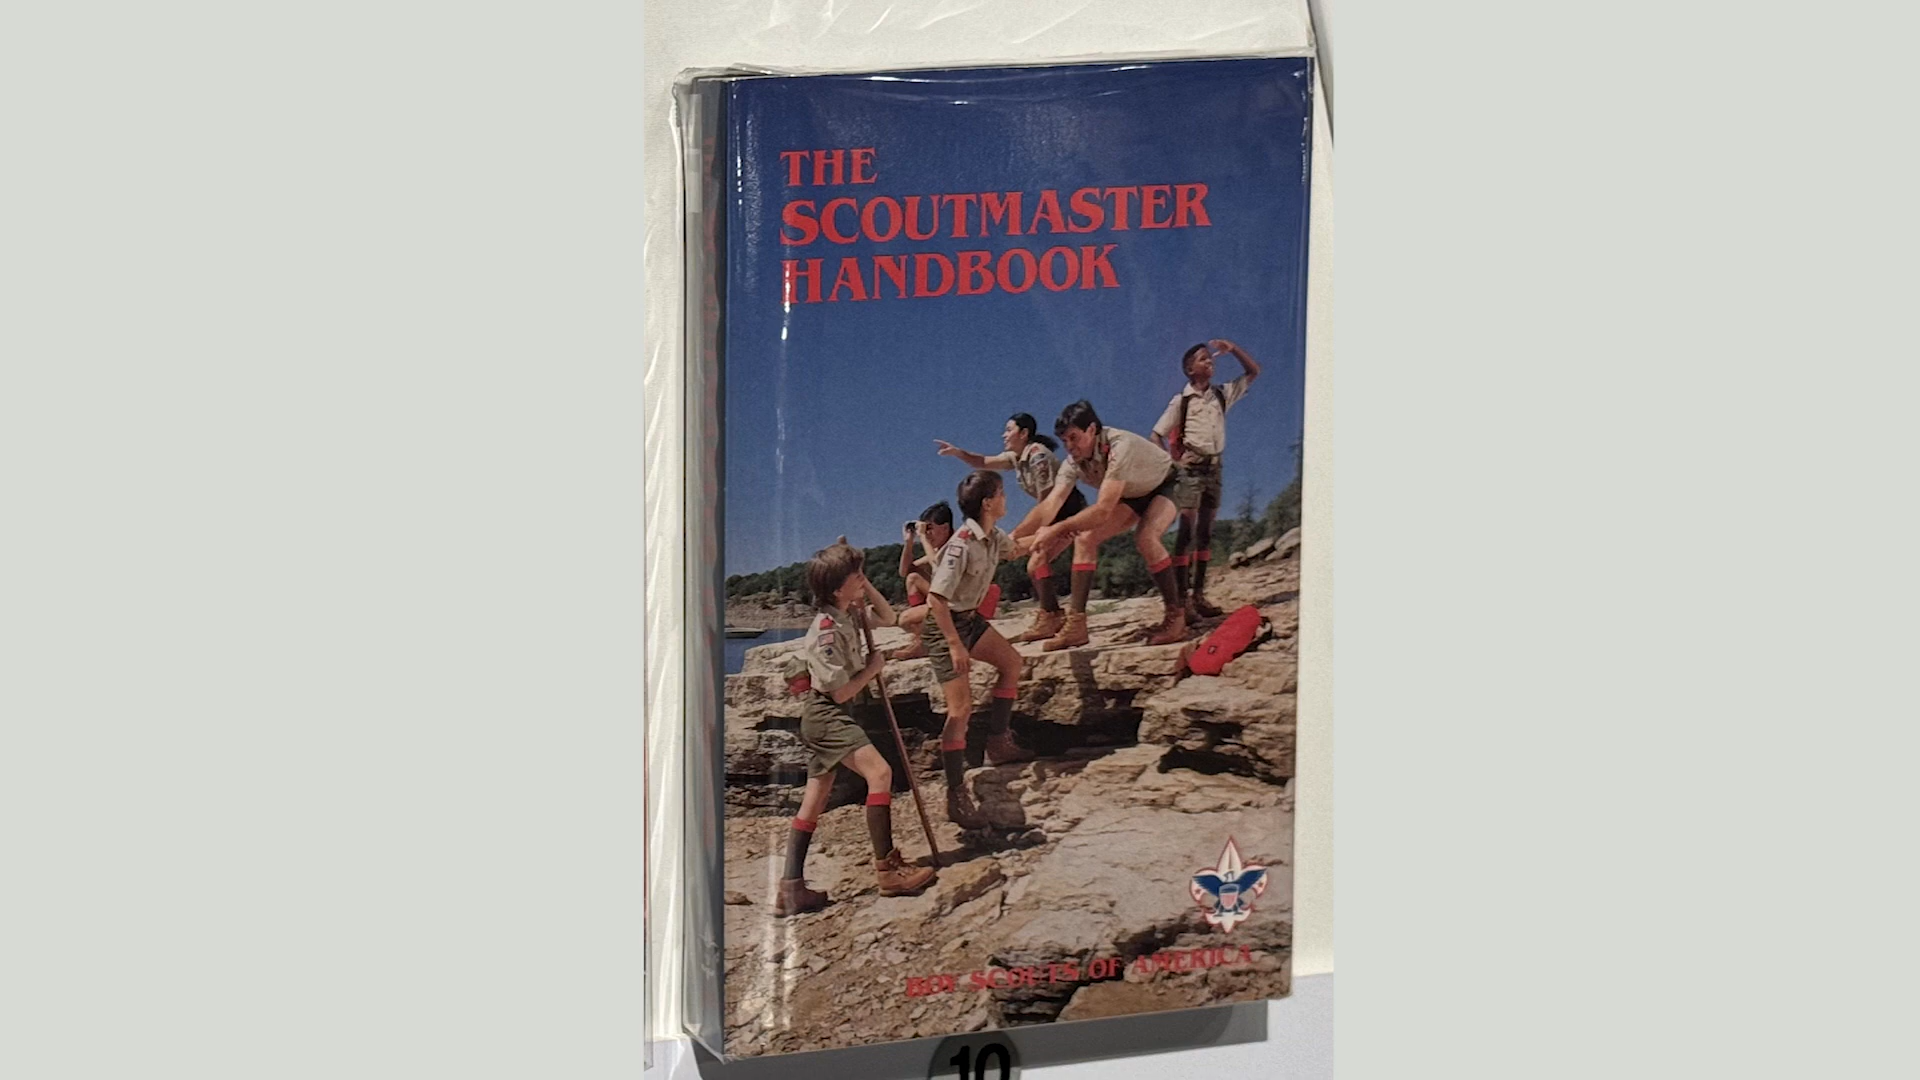 THE
SCOUTMASTER
HANDBOOK
BOY SCOUTS OF AMERICA
10